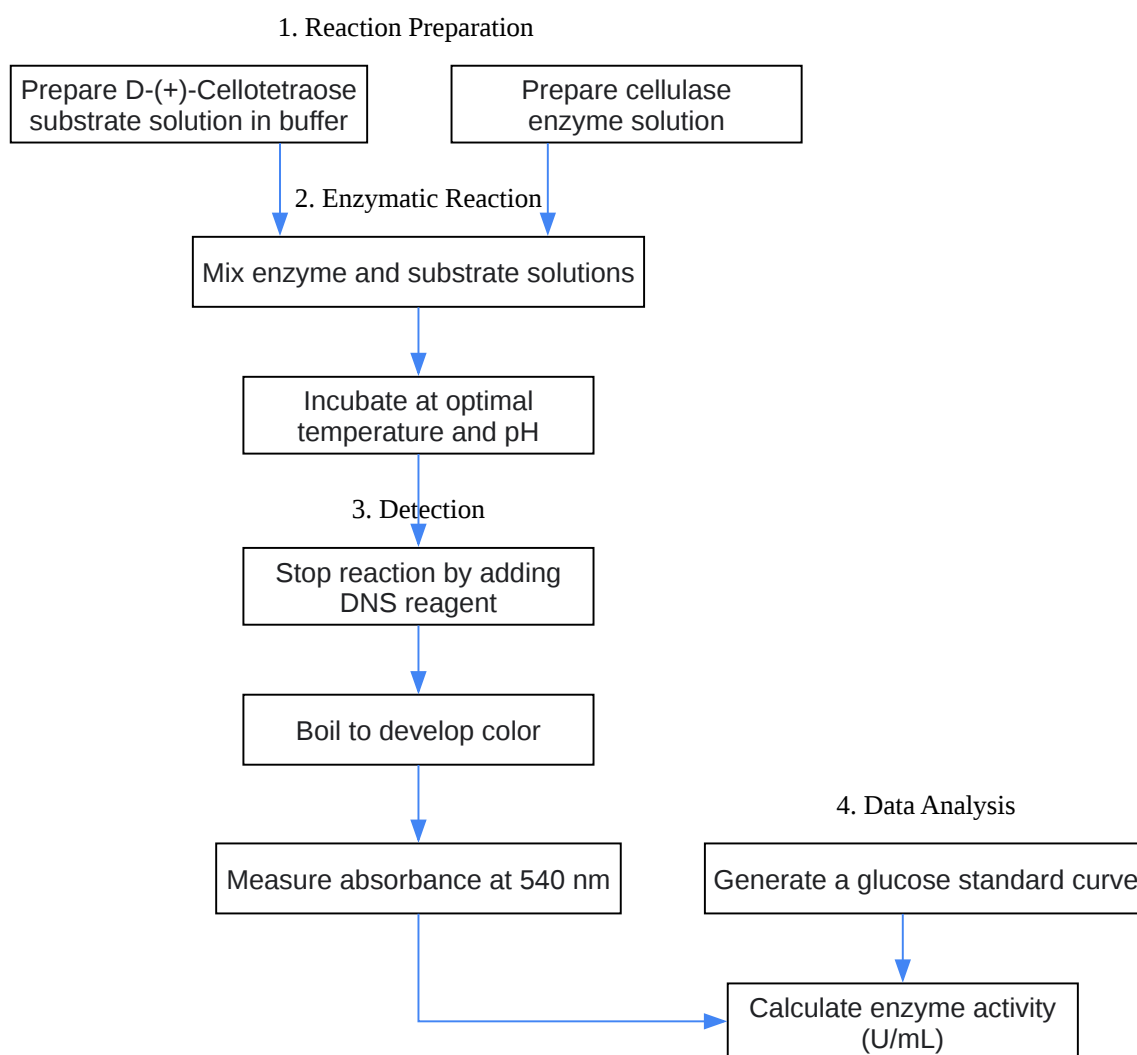 1. Reaction Preparation
Prepare D-(+)-Cellotetraose
substrate solution in buffer
Prepare cellulase
enzyme solution
2. Enzymatic Reaction
Mix enzyme and substrate solutions
Incubate at optimal
temperature and pH
3. Detection
Stop reaction by adding
DNS reagent
Boil to develop color
4. Data Analysis
Measure absorbance at 540 nm
Generate a glucose standard curve
Calculate enzyme activity
(U/mL)